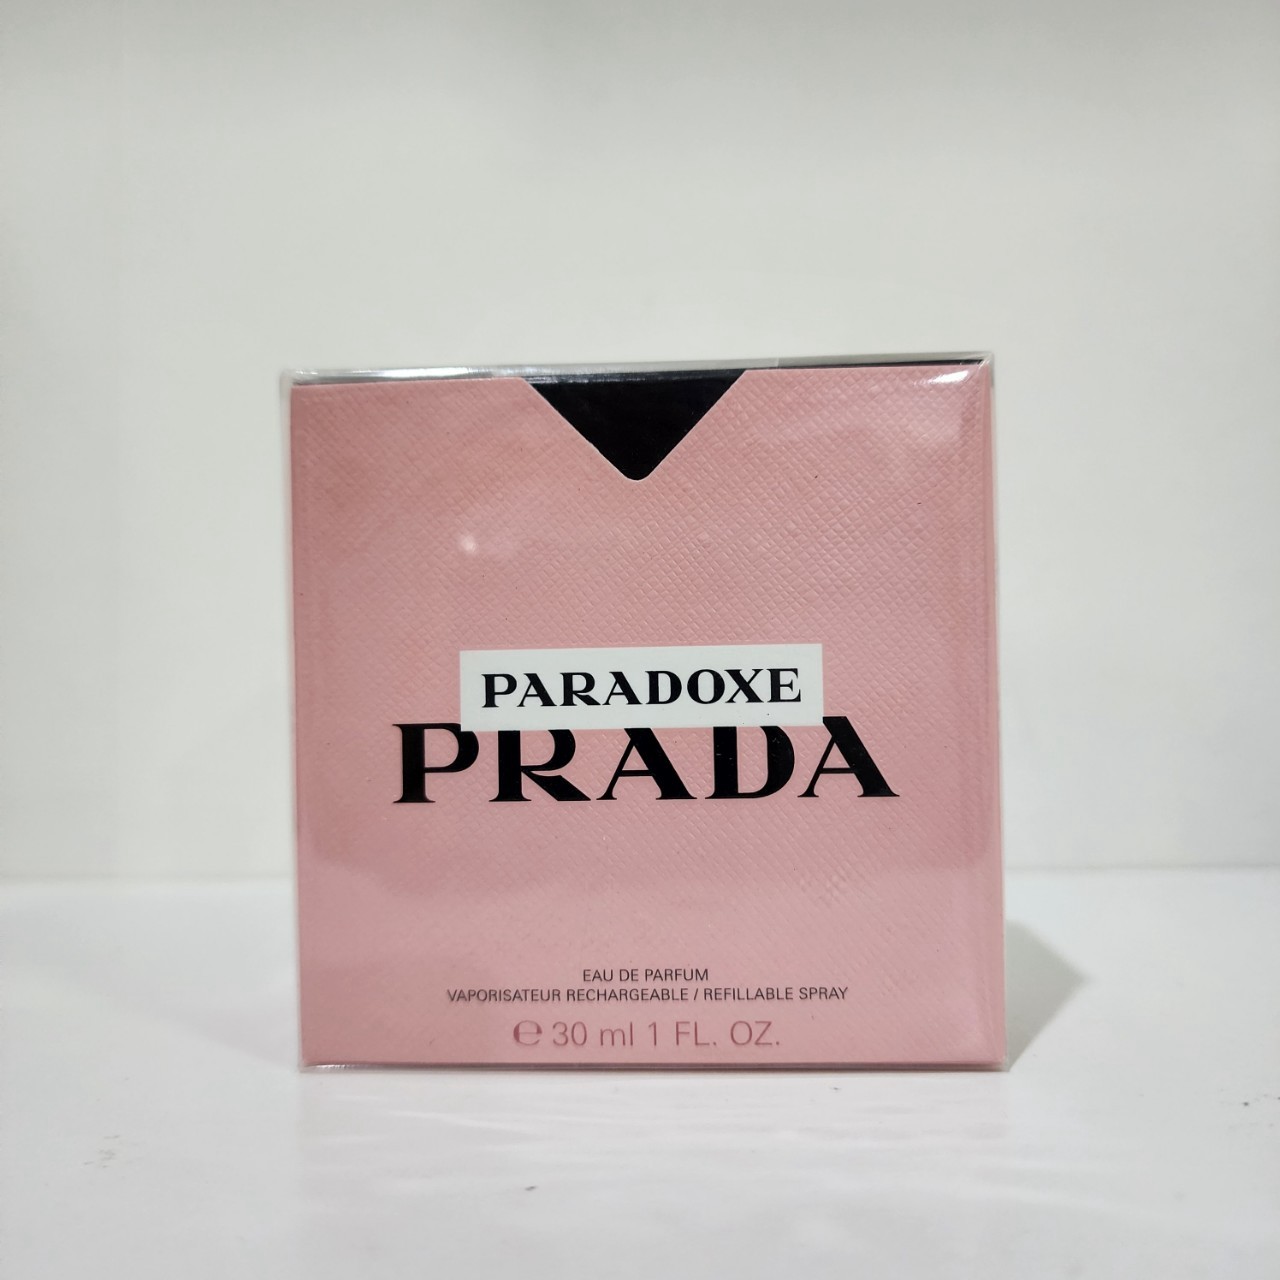 PARADOXE
PRADA
EAU DE PARFUM
VAPORISATEUR RECHARGEABLE / REFILLABLE SPRAY
℮ 30 ml 1 FL. OZ.